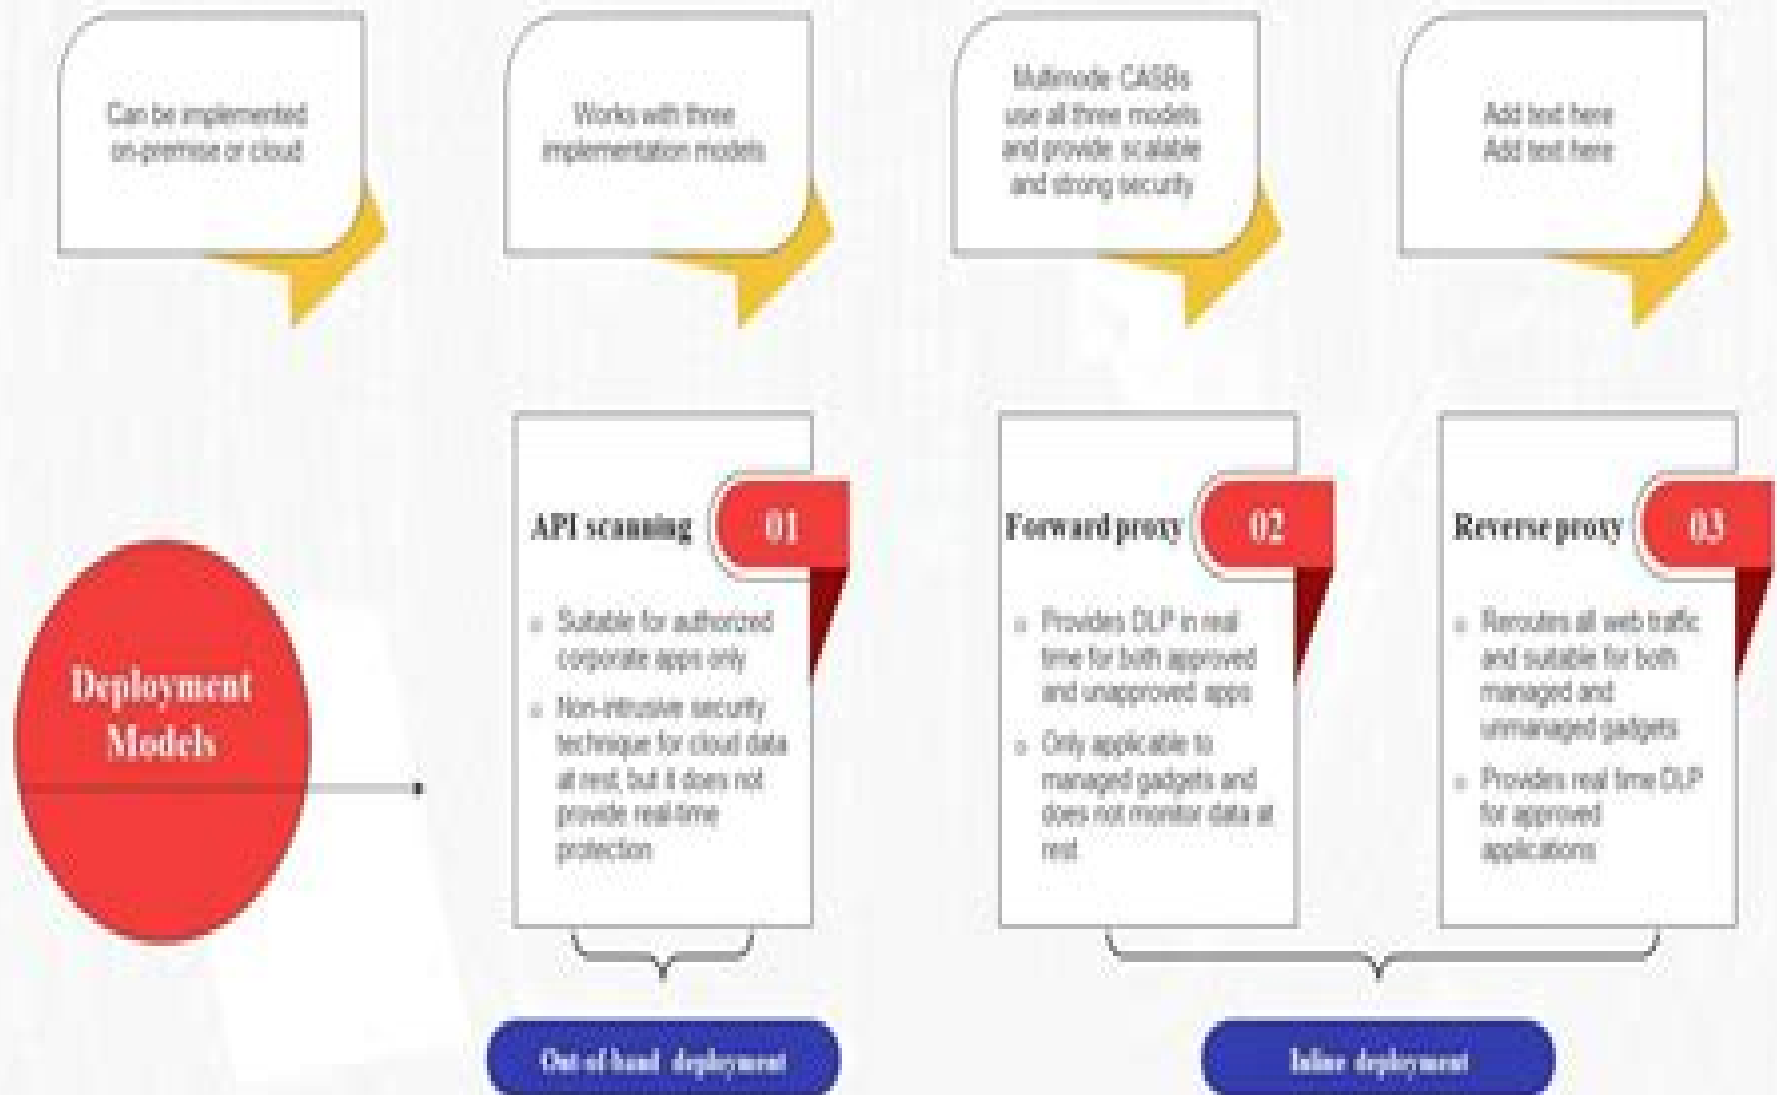 Can be implemented
on-premise or cloud
Works with three
implementation models
Multimode CASBs
use all three models
and provide scalable
and strong security
Add text here
Add text here
Deployment
Models
API scanning
01
Suitable for authorized
corporate apps only
Non-intrusive security
technique for cloud data
at rest, but it does not
provide real-time
protection
Forward proxy
02
Provides DLP in real
time for both approved
and unapproved apps
Only applicable to
managed gadgets and
does not monitor data at
rest
Reverse proxy
03
Reroutes all web traffic
and suitable for both
managed and
unmanaged gadgets
Provides real time DLP
for approved
applications
Out-of-band deployment
Inline deployment